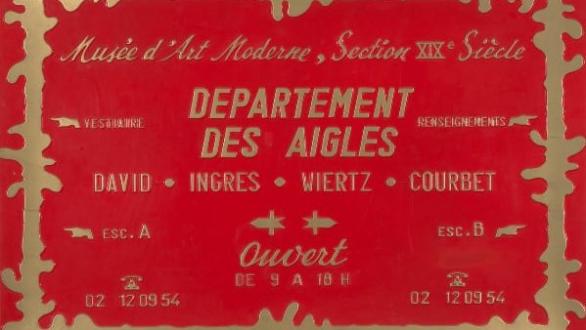 Musée d'Art Moderne, Section XIXe Siècle
DEPARTEMENT
DES AIGLES
VESTIAIRE
RENSEIGNEMENTS
DAVID • INGRES • WIERTZ • COURBET
ESC. A
ESC. B
Ouvert
DE 9 A 18 H
02 12 09 54
02 12 09 54